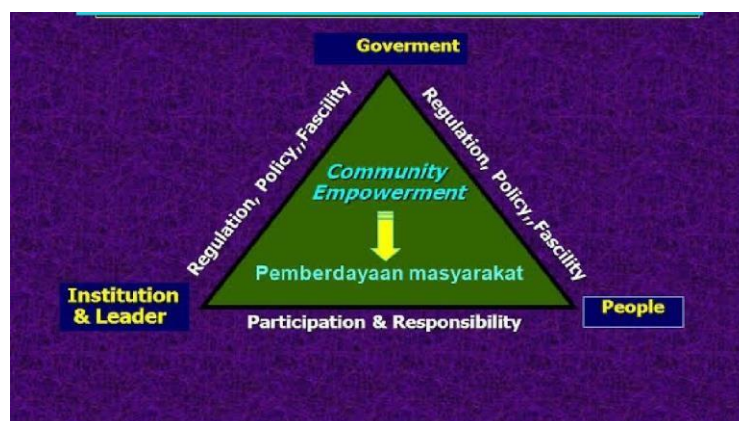 Goverment
Regulation, Policy,,Fascility
Regulation, Policy,,Fascility
Community
Empowerment
Pemberdayaan masyarakat
Institution
& Leader
People
Participation & Responsibility